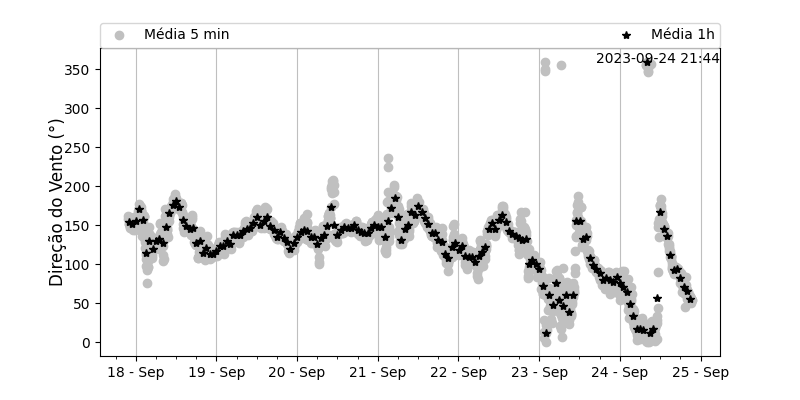 Média 5 min
Média 1h
2023-09-24 21:44
Direção do Vento (°)
350
300
250
200
150
100
50
0
18 - Sep
19 - Sep
20 - Sep
21 - Sep
22 - Sep
23 - Sep
24 - Sep
25 - Sep